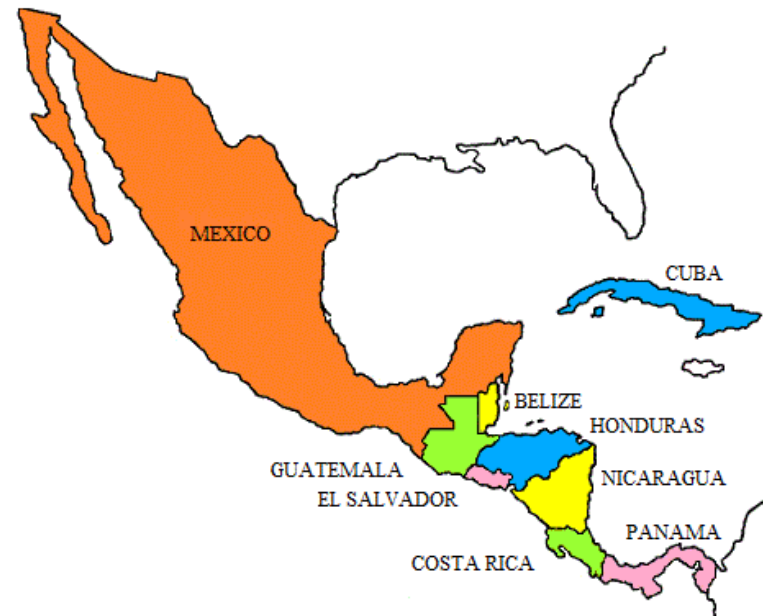 MEXICO
CUBA
BELIZE
HONDURAS
GUATEMALA
NICARAGUA
EL SALVADOR
PANAMA
COSTA RICA